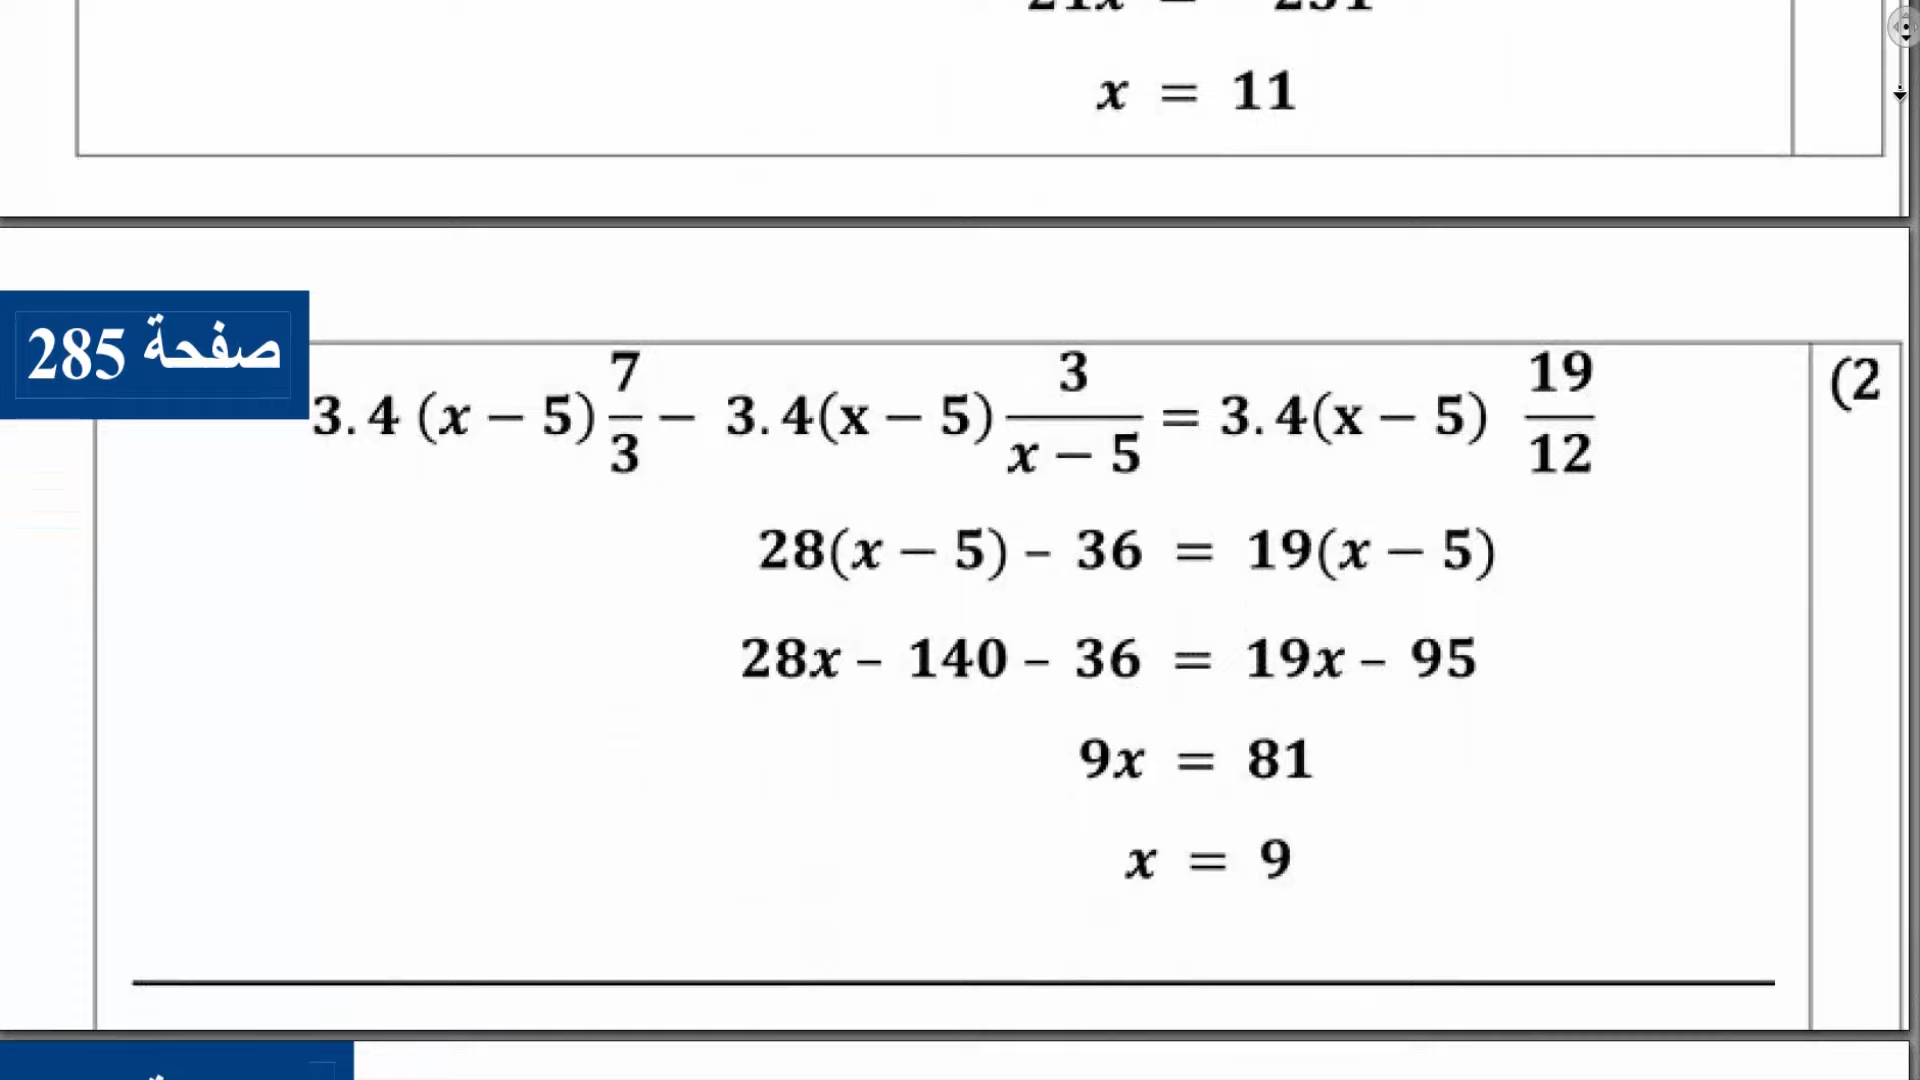 x = 11
صفحة 285
(2
3.4 (x − 5) 7/3 − 3.4(x − 5) 3/(x − 5) = 3.4(x − 5) 19/12
28(x − 5) – 36 = 19(x − 5)
28x – 140 – 36 = 19x – 95
9x = 81
x = 9